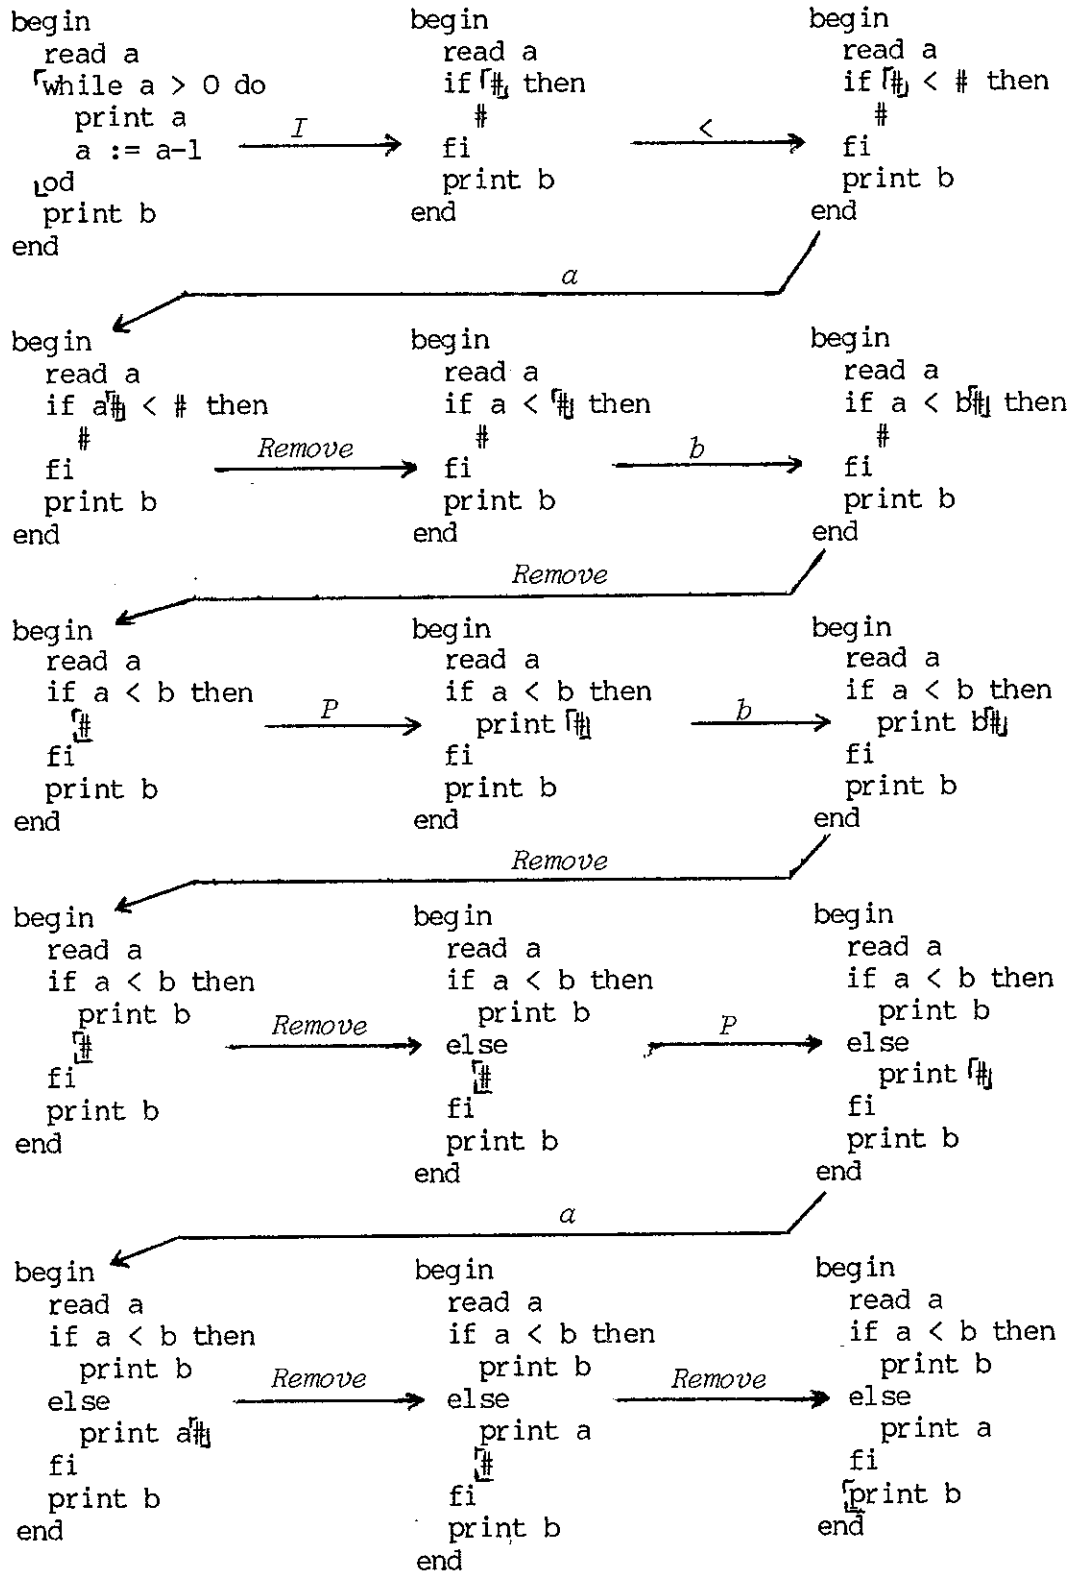 begin
read a
⌜while a > 0 do
print a
a := a-1
⌞od
print b
end
I
begin
read a
if ⌜#⌟ then
#
fi
print b
end
<
begin
read a
if ⌜#⌟ < # then
#
fi
print b
end
a
begin
read a
if a⌜#⌟ < # then
#
fi
print b
end
Remove
begin
read a
if a < ⌜#⌟ then
#
fi
print b
end
b
begin
read a
if a < b⌜#⌟ then
#
fi
print b
end
Remove
begin
read a
if a < b then
⌜#
fi
print b
end
P
begin
read a
if a < b then
print ⌜#⌟
fi
print b
end
b
begin
read a
if a < b then
print b⌜#⌟
fi
print b
end
Remove
begin
read a
if a < b then
print b
⌜#
fi
print b
end
Remove
begin
read a
if a < b then
print b
else
⌜#
fi
print b
end
P
begin
read a
if a < b then
print b
else
print ⌜#⌟
fi
print b
end
a
begin
read a
if a < b then
print b
else
print a⌜#⌟
fi
print b
end
Remove
begin
read a
if a < b then
print b
else
print a
⌜#
fi
print b
end
Remove
begin
read a
if a < b then
print b
else
print a
fi
⌜print b
end